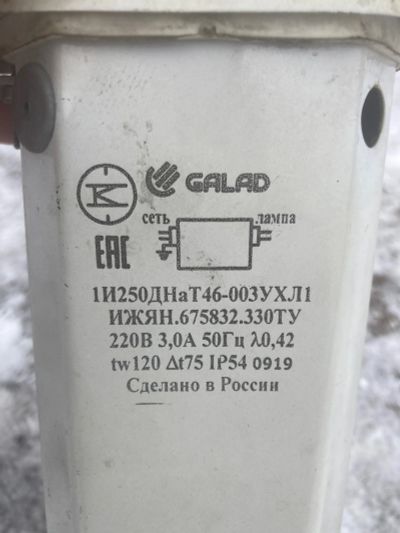 GALAD
сеть лампа
EAC
1И250ДНаТ46-003УХЛ1
ИЖЯН.675832.330ТУ
220В 3,0А 50Гц λ0,42
tw120 Δt75 IP54 0919
Сделано в России